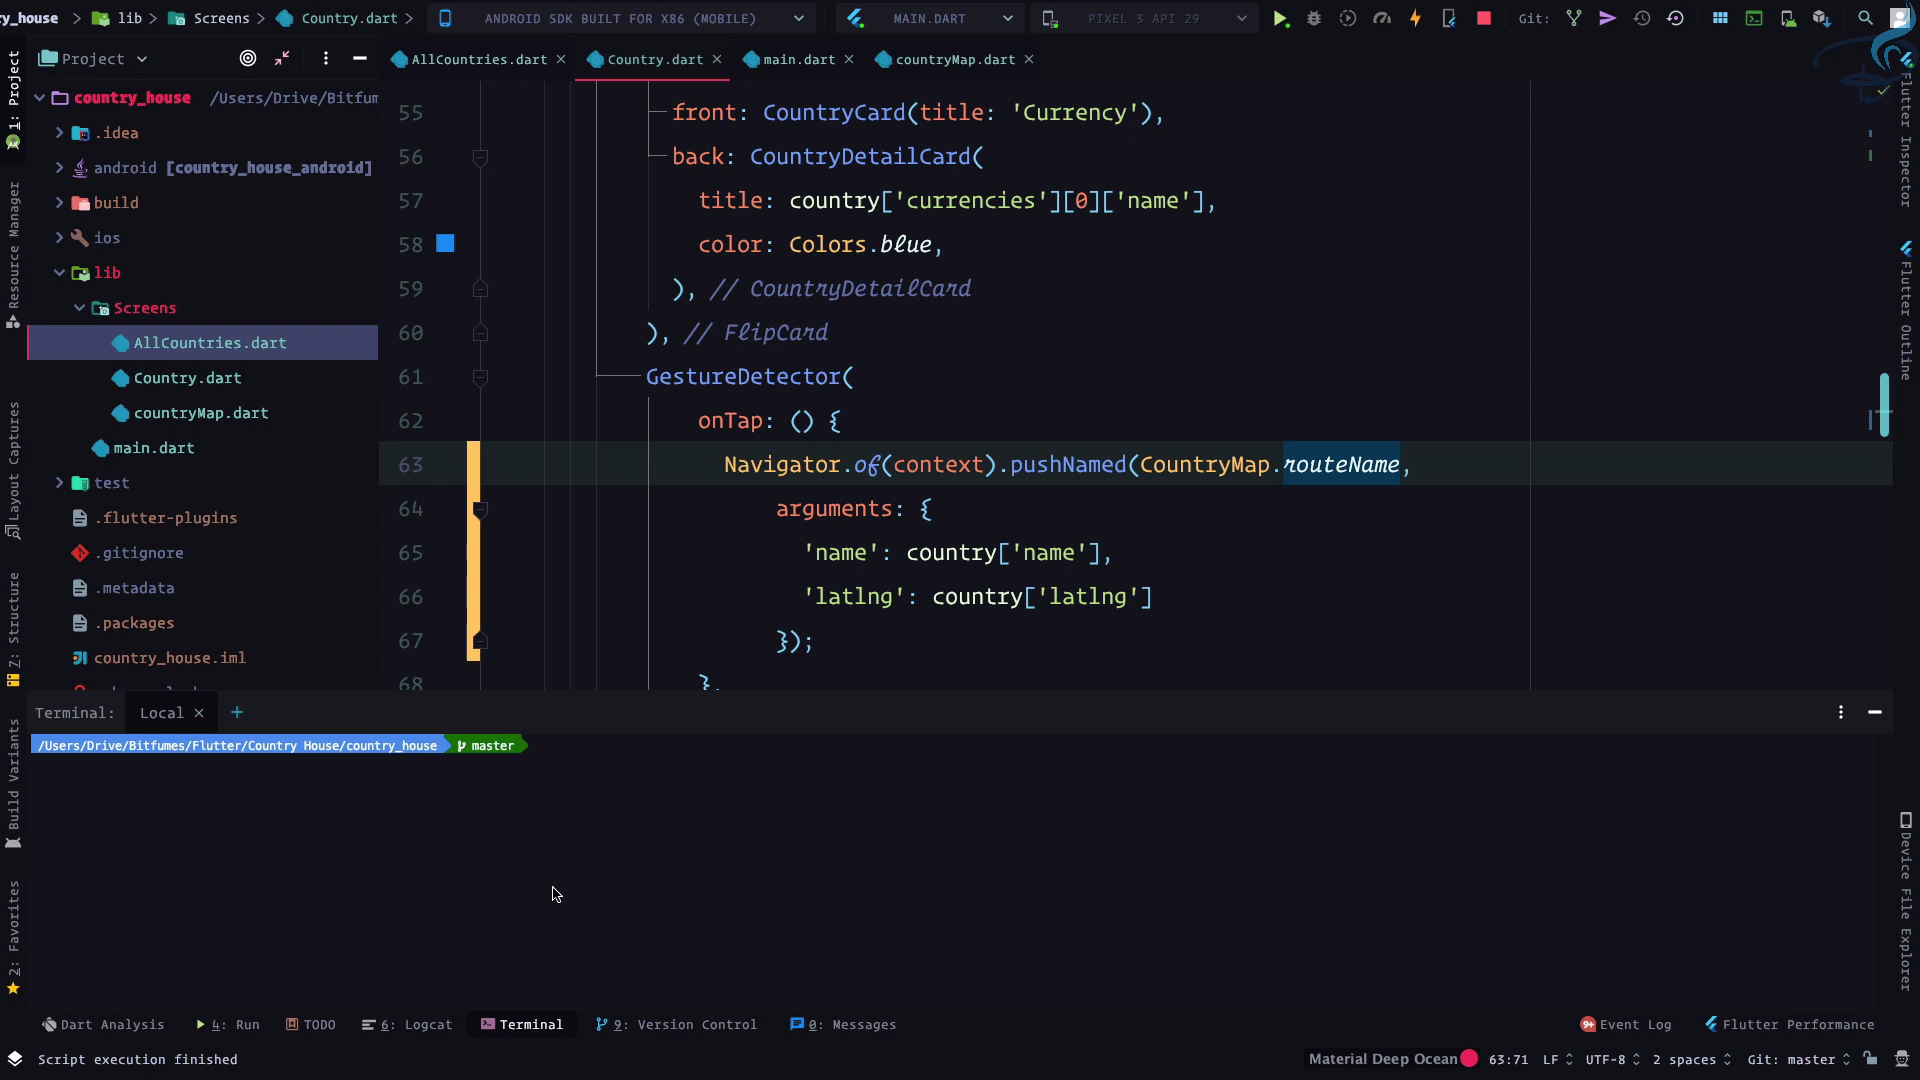 ry_house > lib > Screens > Country.dart >
ANDROID SDK BUILT FOR X86 (MOBILE)
MAIN.DART
PIXEL 3 API 29
Git:
Project
AllCountries.dart
Country.dart
main.dart
countryMap.dart
country_house /Users/Drive/Bitfum
.idea
android [country_house_android]
build
ios
lib
Screens
AllCountries.dart
Country.dart
countryMap.dart
main.dart
test
.flutter-plugins
.gitignore
.metadata
.packages
country_house.iml
1: Project
Resource Manager
Layout Captures
7: Structure
Build Variants
2: Favorites
55 front: CountryCard(title: 'Currency'),
56 back: CountryDetailCard(
57 title: country['currencies'][0]['name'],
58 color: Colors.blue,
59 ), // CountryDetailCard
60 ), // FlipCard
61 GestureDetector(
62 onTap: () {
63 Navigator.of(context).pushNamed(CountryMap.routeName,
64 arguments: {
65 'name': country['name'],
66 'latlng': country['latlng']
67 });
68 },
Flutter Inspector
Flutter Outline
Device File Explorer
Terminal: Local +
/Users/Drive/Bitfumes/Flutter/Country House/country_house master
Dart Analysis
4: Run
TODO
6: Logcat
Terminal
9: Version Control
0: Messages
9+ Event Log
Flutter Performance
Script execution finished
Material Deep Ocean
63:71 LF UTF-8 2 spaces Git: master